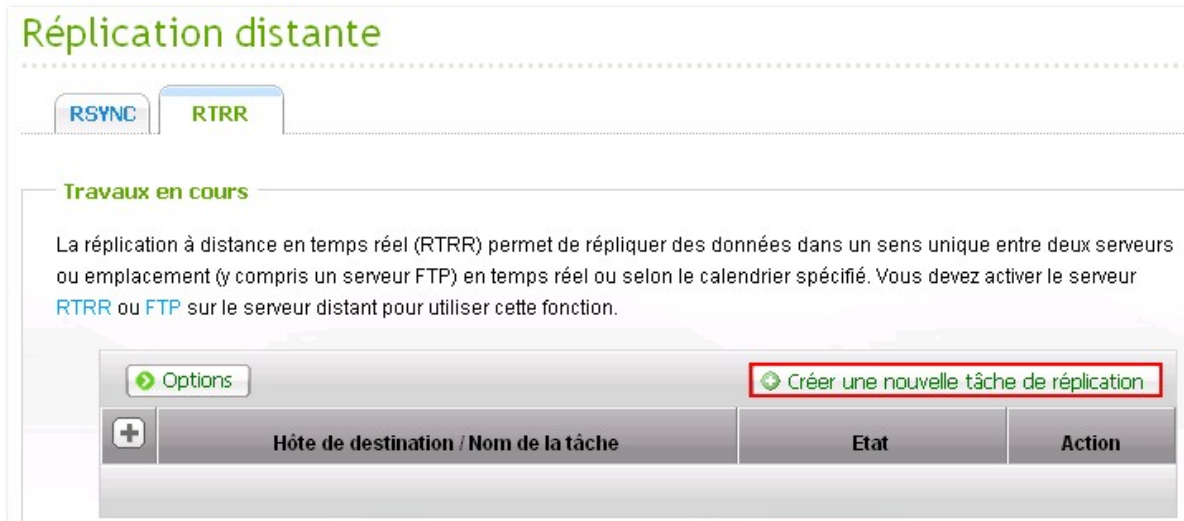 Réplication distante
RSYNC RTRR
Travaux en cours
La réplication à distance en temps réel (RTRR) permet de répliquer des données dans un sens unique entre deux serveurs
ou emplacement (y compris un serveur FTP) en temps réel ou selon le calendrier spécifié. Vous devez activer le serveur
RTRR ou FTP sur le serveur distant pour utiliser cette fonction.
Options Créer une nouvelle tâche de réplication
Hôte de destination / Nom de la tâche Etat Action